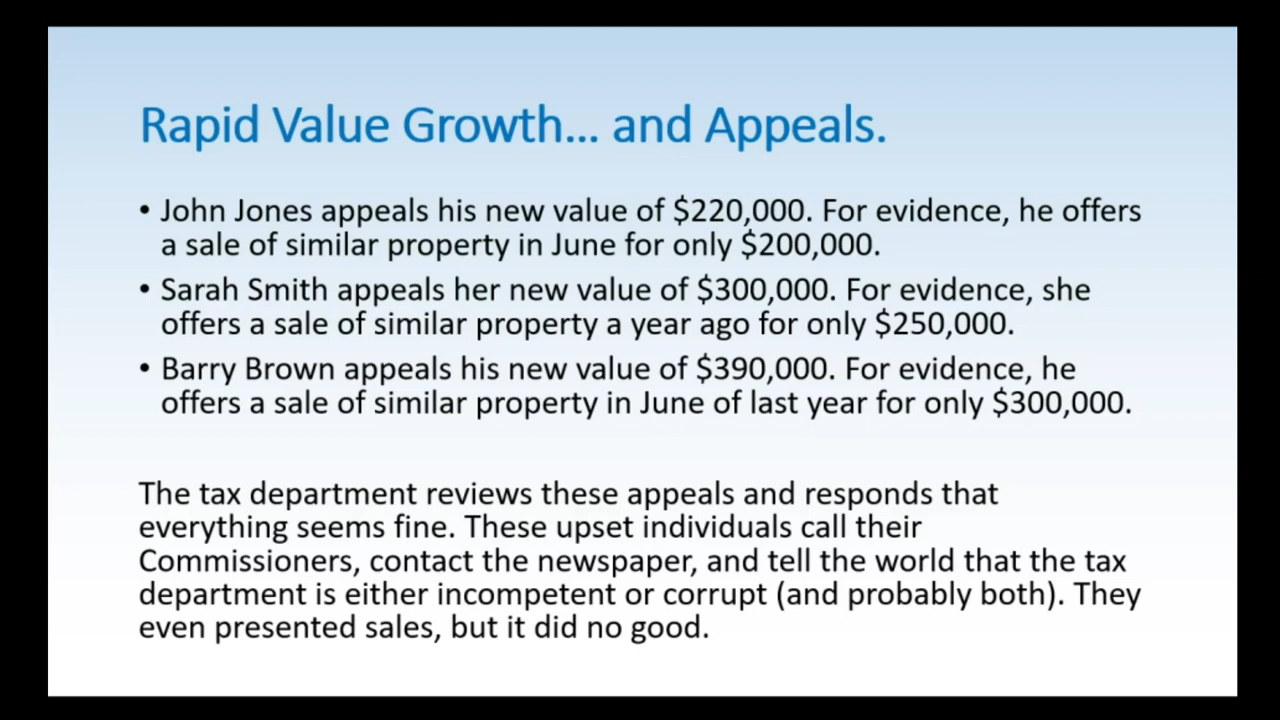 Rapid Value Growth... and Appeals.
• John Jones appeals his new value of $220,000. For evidence, he offers
a sale of similar property in June for only $200,000.
• Sarah Smith appeals her new value of $300,000. For evidence, she
offers a sale of similar property a year ago for only $250,000.
• Barry Brown appeals his new value of $390,000. For evidence, he
offers a sale of similar property in June of last year for only $300,000.
The tax department reviews these appeals and responds that
everything seems fine. These upset individuals call their
Commissioners, contact the newspaper, and tell the world that the tax
department is either incompetent or corrupt (and probably both). They
even presented sales, but it did no good.